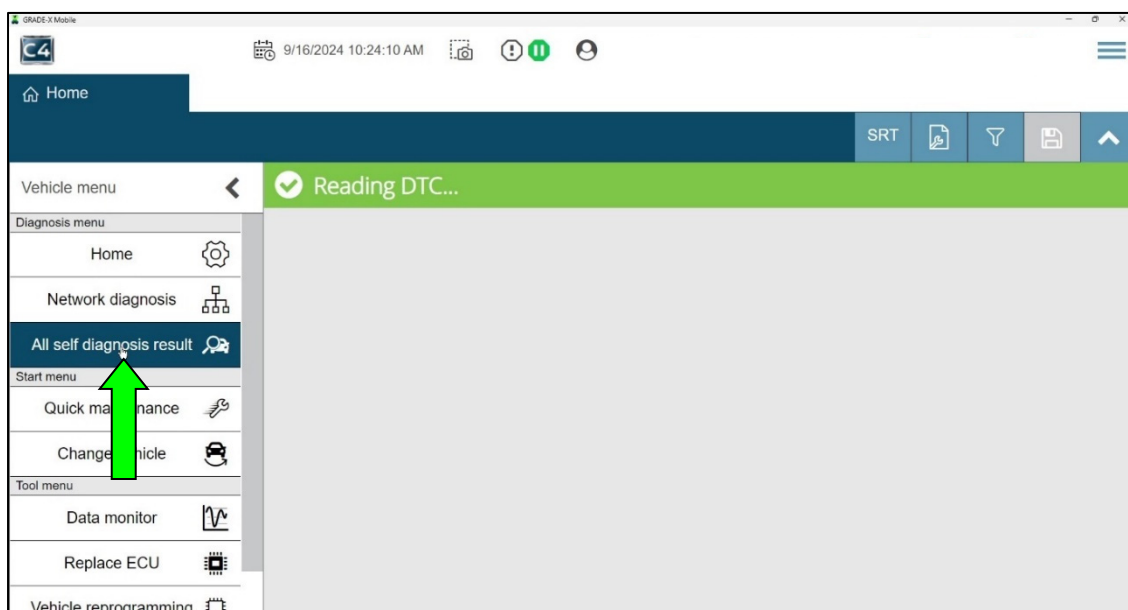 GRADE-X Mobile
C4
9/16/2024 10:24:10 AM
Home
SRT
Vehicle menu
Reading DTC...
Diagnosis menu
Home
Network diagnosis
All self diagnosis result
Start menu
Quick nance
Change
Tool menu
Data monitor
Replace ECU
Vehicle reprogramming